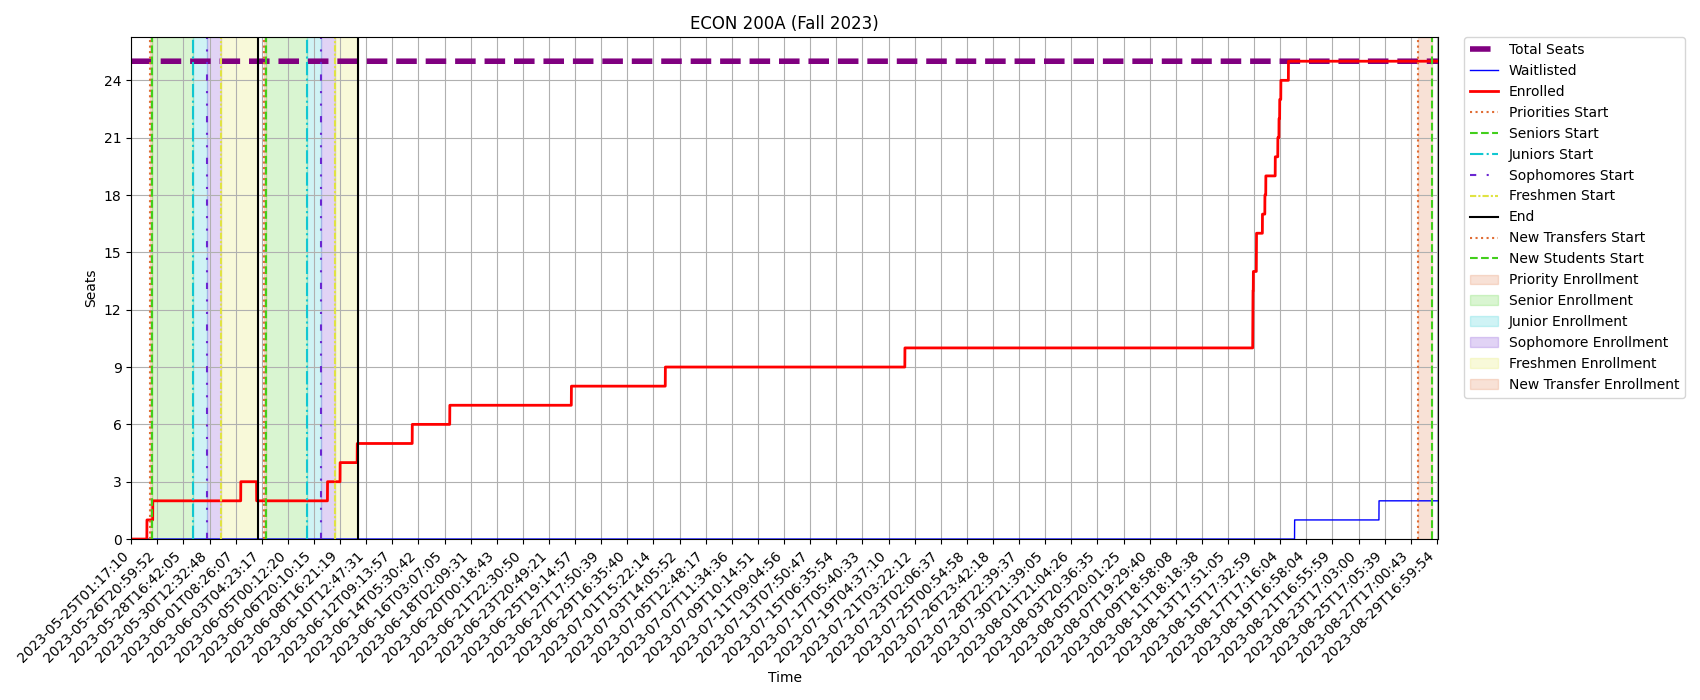 ECON 200A (Fall 2023)
Seats
24
21
18
15
12
9
6
3
0
2023-05-25T01:17:10
2023-05-26T20:59:52
2023-05-28T16:42:05
2023-05-30T12:32:48
2023-06-01T08:26:07
2023-06-03T04:23:17
2023-06-05T00:12:20
2023-06-06T20:10:15
2023-06-08T16:21:19
2023-06-10T12:47:31
2023-06-12T09:13:57
2023-06-14T05:30:42
2023-06-16T03:07:05
2023-06-18T02:09:31
2023-06-20T00:18:43
2023-06-21T22:30:50
2023-06-23T20:49:21
2023-06-25T19:14:57
2023-06-27T17:50:39
2023-06-29T16:35:40
2023-07-01T15:22:14
2023-07-03T14:05:52
2023-07-05T12:48:17
2023-07-07T11:34:36
2023-07-09T10:14:51
2023-07-11T09:04:56
2023-07-13T07:50:47
2023-07-15T06:35:54
2023-07-17T05:40:33
2023-07-19T04:37:10
2023-07-21T03:22:12
2023-07-23T02:06:37
2023-07-25T00:54:58
2023-07-26T23:42:18
2023-07-28T22:39:37
2023-07-30T21:39:05
2023-08-01T21:04:26
2023-08-03T20:36:35
2023-08-05T20:01:25
2023-08-07T19:29:40
2023-08-09T18:58:08
2023-08-11T18:18:38
2023-08-13T17:51:05
2023-08-15T17:32:59
2023-08-17T17:16:04
2023-08-19T16:58:04
2023-08-21T16:55:59
2023-08-23T17:03:00
2023-08-25T17:05:39
2023-08-27T17:00:43
2023-08-29T16:59:54
Time
Total Seats
Waitlisted
Enrolled
Priorities Start
Seniors Start
Juniors Start
Sophomores Start
Freshmen Start
End
New Transfers Start
New Students Start
Priority Enrollment
Senior Enrollment
Junior Enrollment
Sophomore Enrollment
Freshmen Enrollment
New Transfer Enrollment